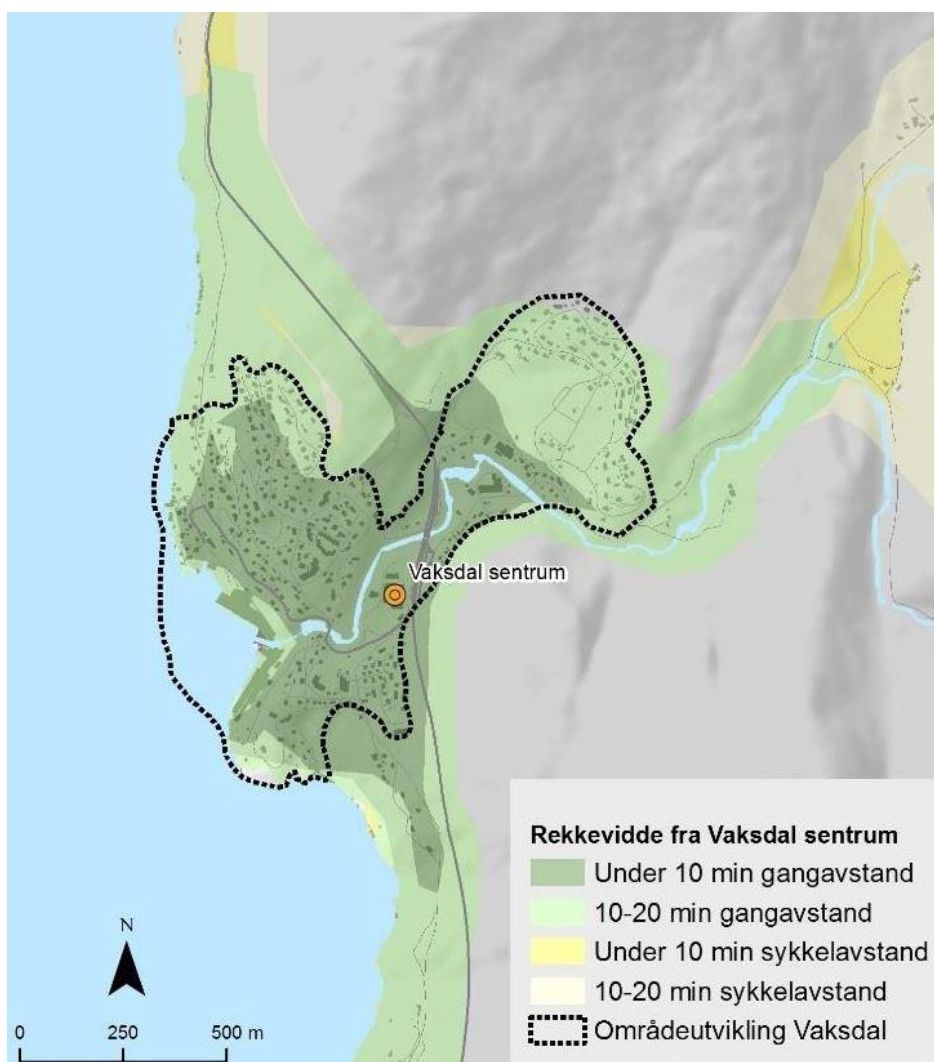 Vaksdal sentrum
Rekkevidde fra Vaksdal sentrum
Under 10 min gangavstand
10-20 min gangavstand
Under 10 min sykkelavstand
10-20 min sykkelavstand
Områdeutvikling Vaksdal
N
0 250 500 m